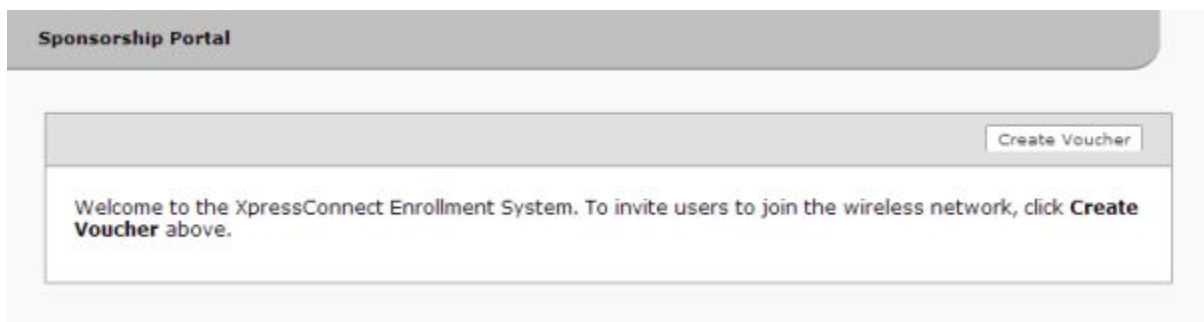 Sponsorship Portal
Create Voucher
Welcome to the XpressConnect Enrollment System. To invite users to join the wireless network, click Create
Voucher above.